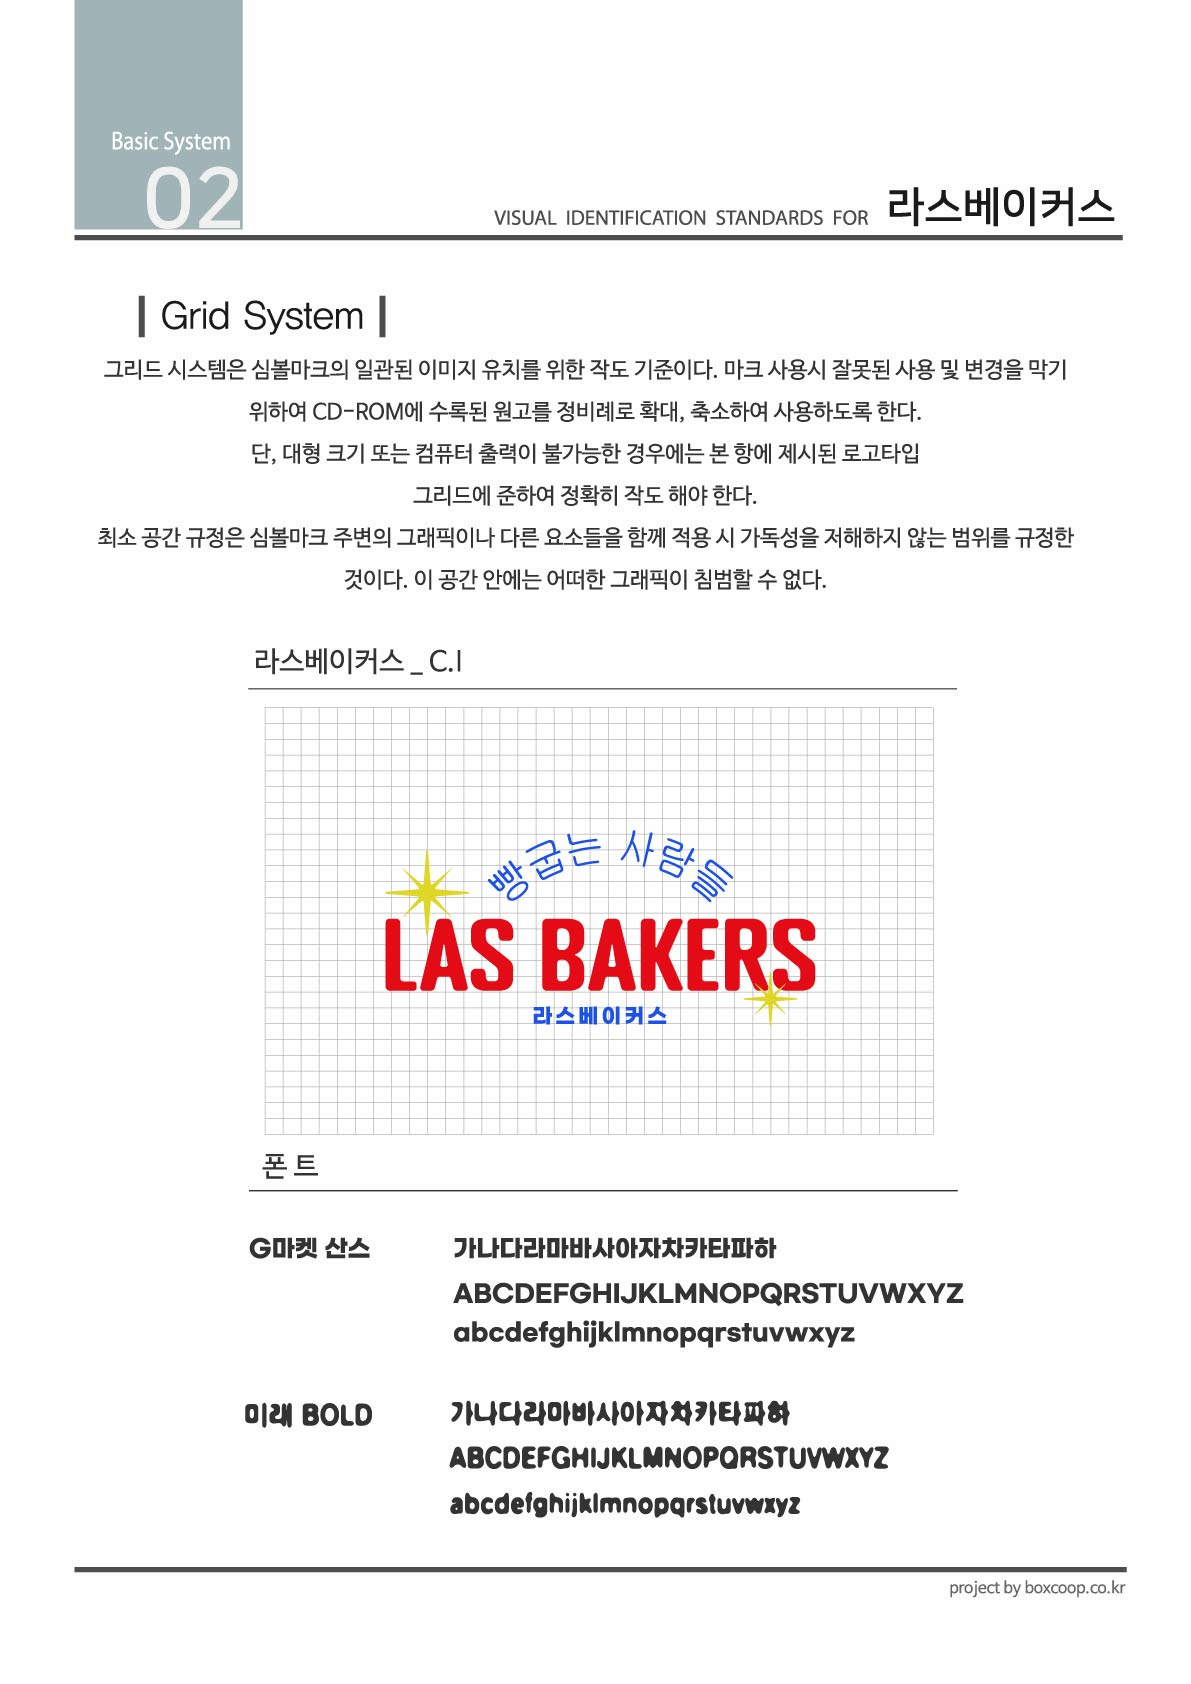 Basic System
02
VISUAL IDENTIFICATION STANDARDS FOR 라스베이커스
Grid System
그리드 시스템은 심볼마크의 일관된 이미지 유치를 위한 작도 기준이다. 마크 사용시 잘못된 사용 및 변경을 막기
위하여 CD-ROM에 수록된 원고를 정비례로 확대, 축소하여 사용하도록 한다.
단, 대형 크기 또는 컴퓨터 출력이 불가능한 경우에는 본 항에 제시된 로고타입
그리드에 준하여 정확히 작도 해야 한다.
최소 공간 규정은 심볼마크 주변의 그래픽이나 다른 요소들을 함께 적용 시 가독성을 저해하지 않는 범위를 규정한
것이다. 이 공간 안에는 어떠한 그래픽이 침범할 수 없다.
라스베이커스 _ C.I
빵굽는 사람들
LAS BAKERS
라스베이커스
폰 트
G마켓 산스
가나다라마바사아자차카타파하
ABCDEFGHIJKLMNOPQRSTUVWXYZ
abcdefghijklmnopqrstuvwxyz
미래 BOLD
가나다라마바사아자차카타파하
ABCDEFGHIJKLMNOPQRSTUVWXYZ
abcdefghijklmnopqrstuvwxyz
project by boxcoop.co.kr